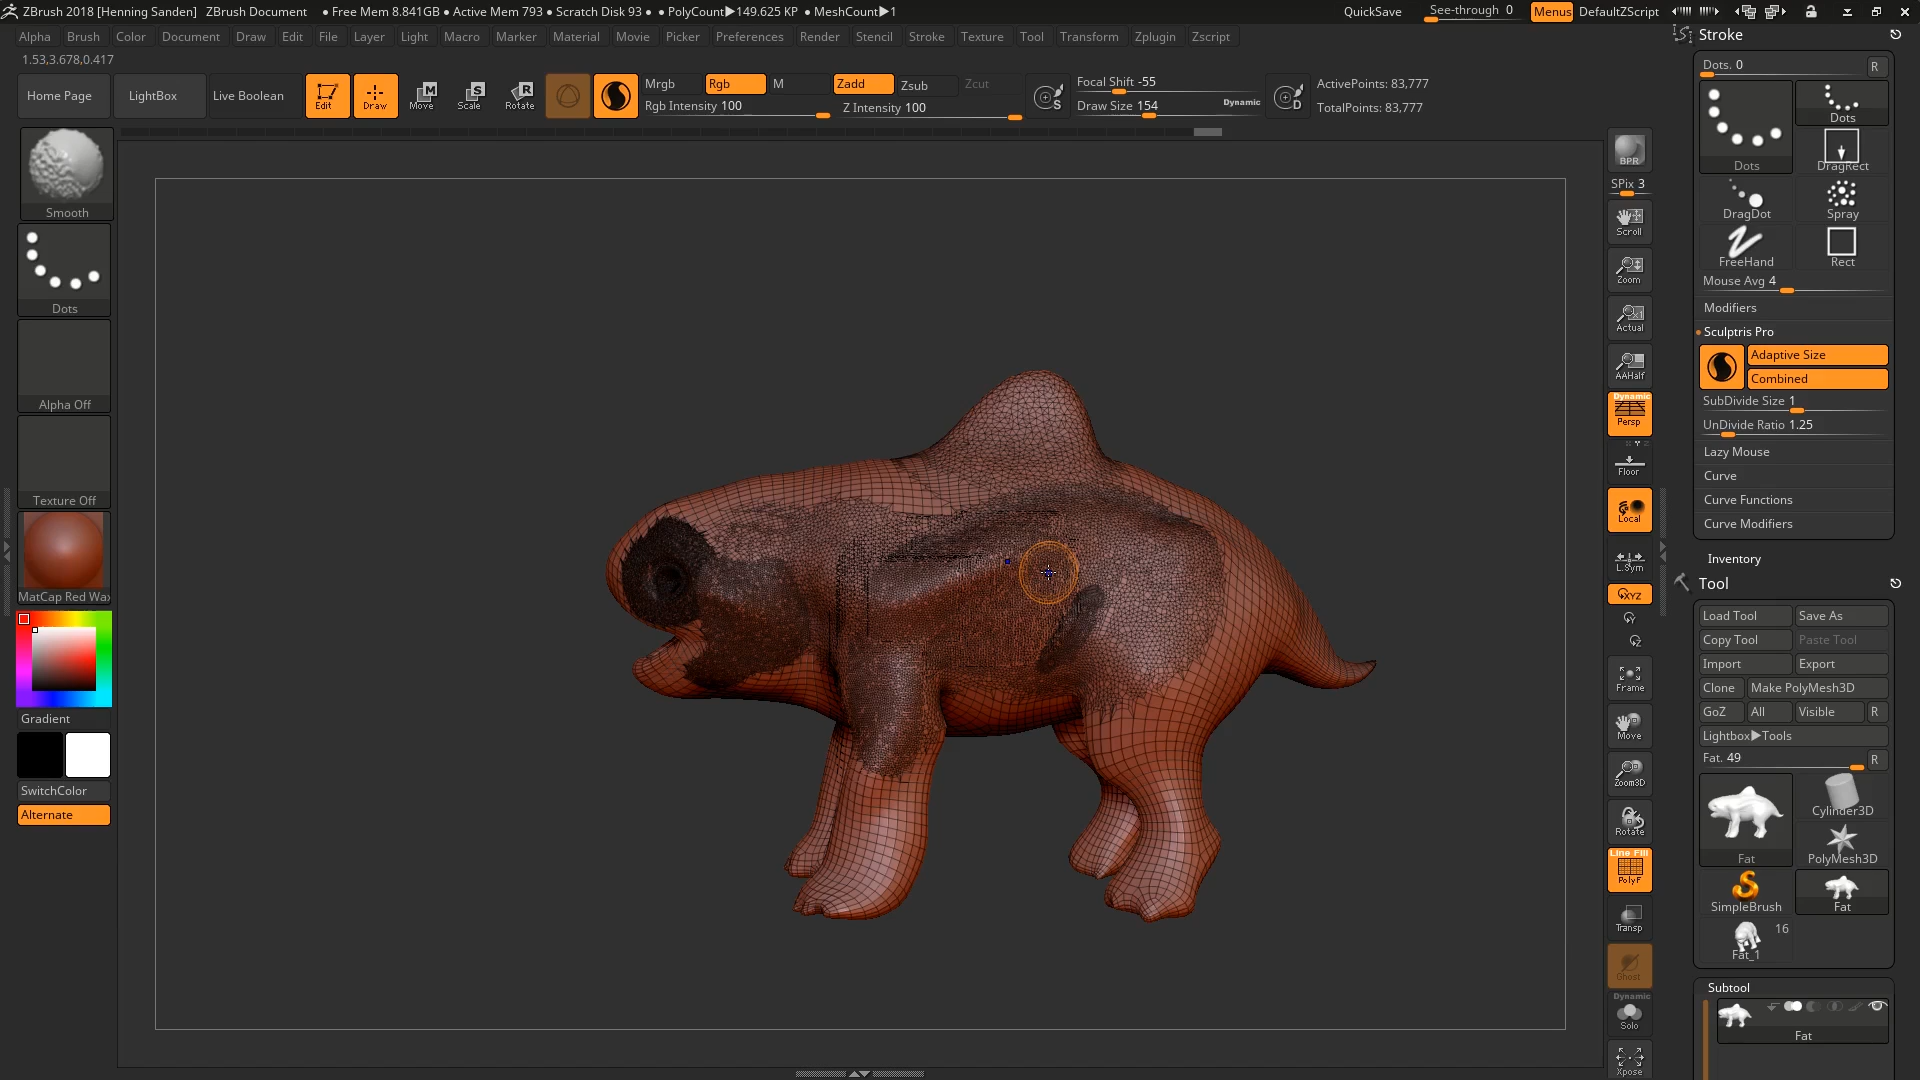 ZBrush 2018 [Henning Sanden] ZBrush Document • Free Mem 8.841GB • Active Mem 793 • Scratch Disk 93 • • PolyCount▶149.625 KP • MeshCount▶1 QuickSave See-through 0 Menus DefaultZScript
Alpha Brush Color Document Draw Edit File Layer Light Macro Marker Material Movie Picker Preferences Render Stencil Stroke Texture Tool Transform Zplugin Zscript
1.53,3.678,0.417
Home Page LightBox Live Boolean Edit Draw Move Scale Rotate
Mrgb Rgb M Zadd Zsub Zcut
Rgb Intensity 100 Z Intensity 100
Focal Shift -55
Draw Size 154 Dynamic
ActivePoints: 83,777
TotalPoints: 83,777
Smooth
Dots
Alpha Off
Texture Off
MatCap Red Wax
Gradient
SwitchColor
Alternate
BPR
SPix 3
Scroll
Zoom
Actual
AAHalf
Dynamic
Persp
Floor
Local
L.Sym
XYZ
Y
Z
Frame
Move
Zoom3D
Rotate
Line Fill
PolyF
Transp
Ghost
Dynamic
Solo
Xpose
Stroke
Dots. 0 R
Dots Dots
DragRect
DragDot Spray
FreeHand Rect
Mouse Avg 4
Modifiers
Sculptris Pro
Adaptive Size
Combined
SubDivide Size 1
UnDivide Ratio 1.25
Lazy Mouse
Curve
Curve Functions
Curve Modifiers
Inventory
Tool
Load Tool Save As
Copy Tool Paste Tool
Import Export
Clone Make PolyMesh3D
GoZ All Visible R
Lightbox▶Tools
Fat. 49 R
Fat Cylinder3D
PolyMesh3D
SimpleBrush Fat
16
Fat_1
Subtool
Fat